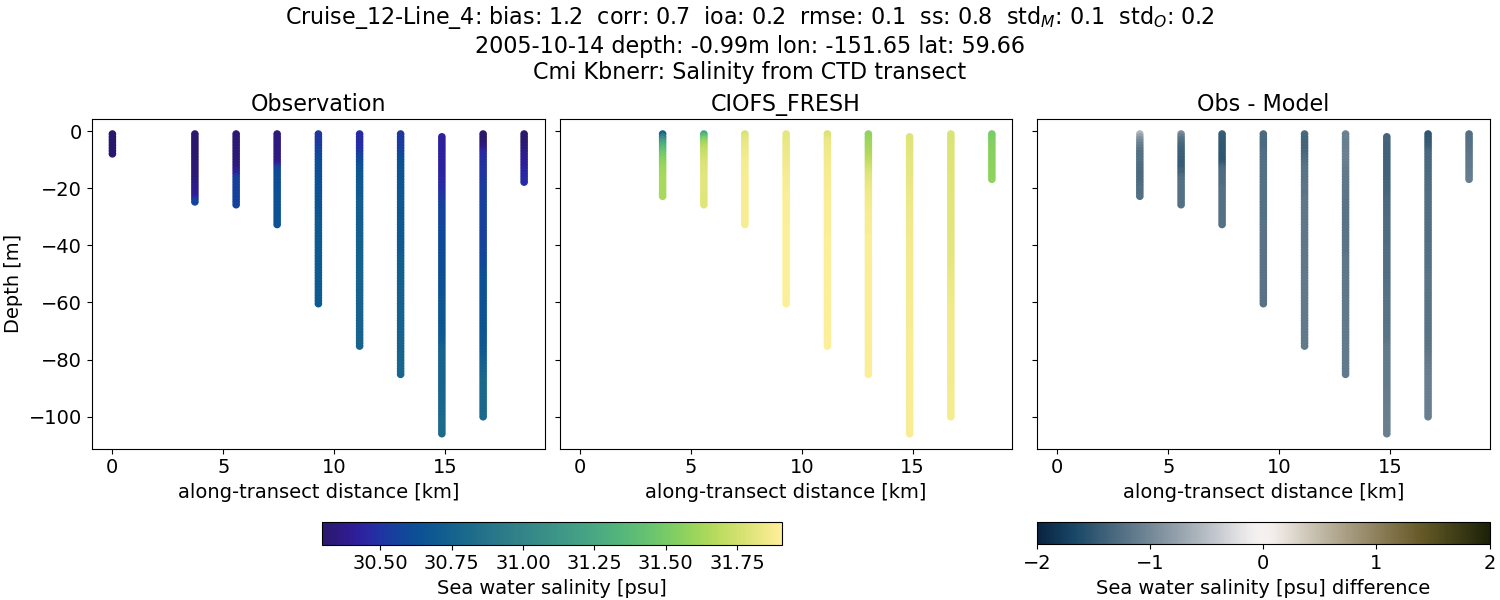 Cruise_12-Line_4: bias: 1.2  corr: 0.7  ioa: 0.2  rmse: 0.1  ss: 0.8  std_M: 0.1  std_O: 0.2
2005-10-14 depth: -0.99m lon: -151.65 lat: 59.66
Cmi Kbnerr: Salinity from CTD transect
Observation
CIOFS_FRESH
Obs - Model
Depth [m]
0
−20
−40
−60
−80
−100
0 5 10 15
0 5 10 15
0 5 10 15
along-transect distance [km]
along-transect distance [km]
along-transect distance [km]
30.50 30.75 31.00 31.25 31.50 31.75
Sea water salinity [psu]
−2 −1 0 1 2
Sea water salinity [psu] difference